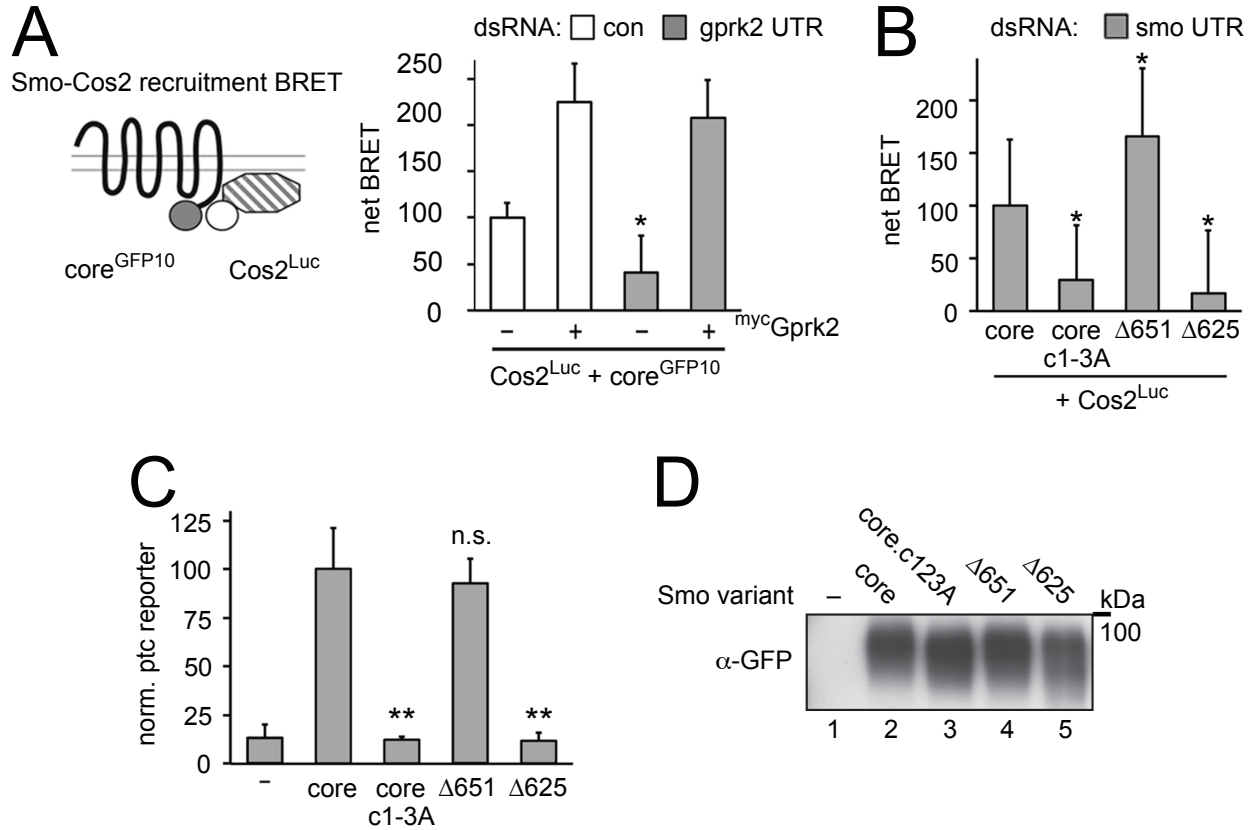 A
Smo-Cos2 recruitment BRET
core^GFP10
Cos2^Luc
dsRNA: con gprk2 UTR
net BRET
250
200
150
100
50
0
– + – + ^mycGprk2
Cos2^Luc + core^GFP10
*
B
dsRNA: smo UTR
net BRET
200
150
100
50
0
* * *
core core c1-3A Δ651 Δ625
+ Cos2^Luc
C
norm. ptc reporter
125
100
75
50
25
0
** n.s. **
– core core c1-3A Δ651 Δ625
D
Smo variant – core core.c123A Δ651 Δ625
kDa
100
α-GFP
1 2 3 4 5